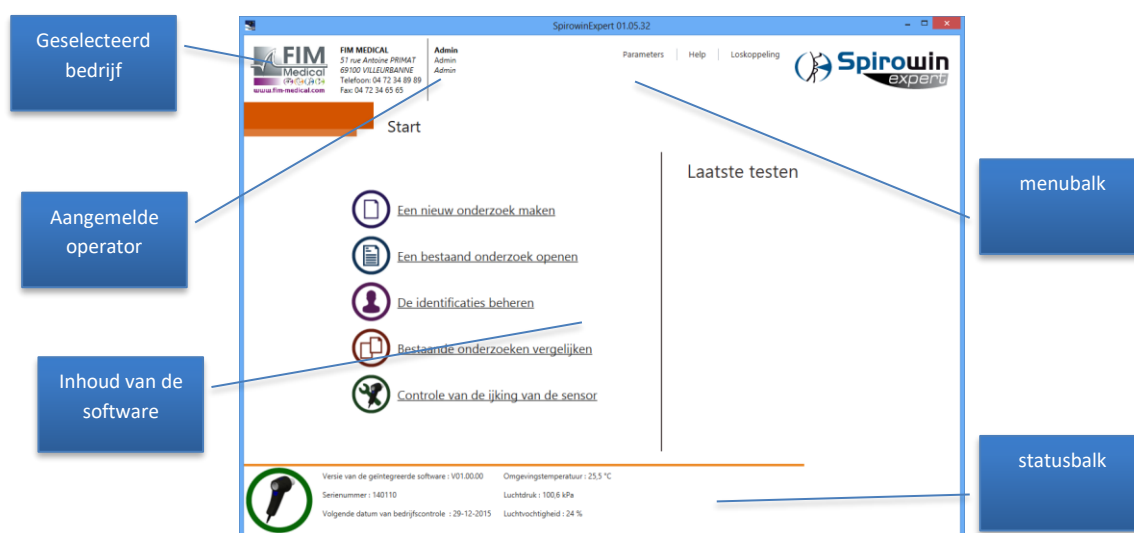 SpirowinExpert 01.05.32
Geselecteerd
bedrijf
FIM
Medical
www.fim-medical.com
FIM MEDICAL
51 rue Antoine PRIMAT
69100 VILLEURBANNE
Telefoon: 04 72 34 89 89
Fax: 04 72 34 65 65
Admin
Admin
Admin
Parameters | Help | Loskoppeling
Spirowin
expert
Start
Laatste testen
menubalk
Aangemelde
operator
Een nieuw onderzoek maken
Een bestaand onderzoek openen
De identificaties beheren
Bestaande onderzoeken vergelijken
Controle van de ijking van de sensor
Inhoud van de
software
statusbalk
Versie van de geïntegreerde software : V01.00.00
Omgevingstemperatuur : 25,5 °C
Serienummer : 140110
Luchtdruk : 100,6 kPa
Volgende datum van bedrijfscontrole : 29-12-2015
Luchtvochtigheid : 24 %